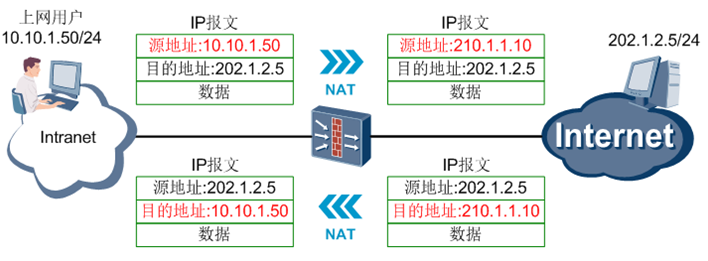 上网用户
10.10.1.50/24
IP报文
源地址:10.10.1.50
目的地址:202.1.2.5
数据
NAT
IP报文
源地址:210.1.1.10
目的地址:202.1.2.5
数据
202.1.2.5/24
Intranet
Internet
IP报文
源地址:202.1.2.5
目的地址:10.10.1.50
数据
NAT
IP报文
源地址:202.1.2.5
目的地址:210.1.1.10
数据